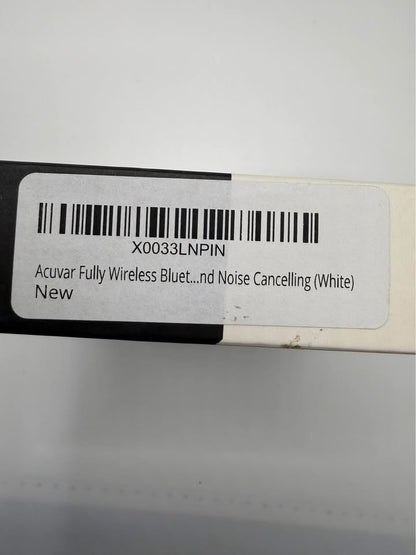 X0033LNPIN
Acuvar Fully Wireless Bluet...nd Noise Cancelling (White)
New